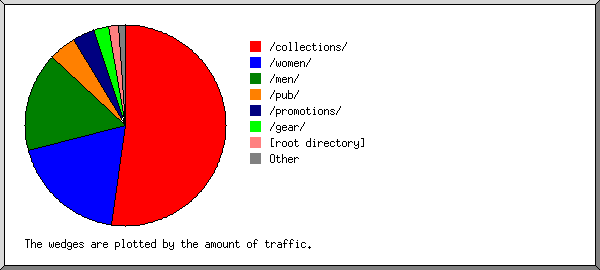 /collections/
/women/
/men/
/pub/
/promotions/
/gear/
[root directory]
Other
The wedges are plotted by the amount of traffic.